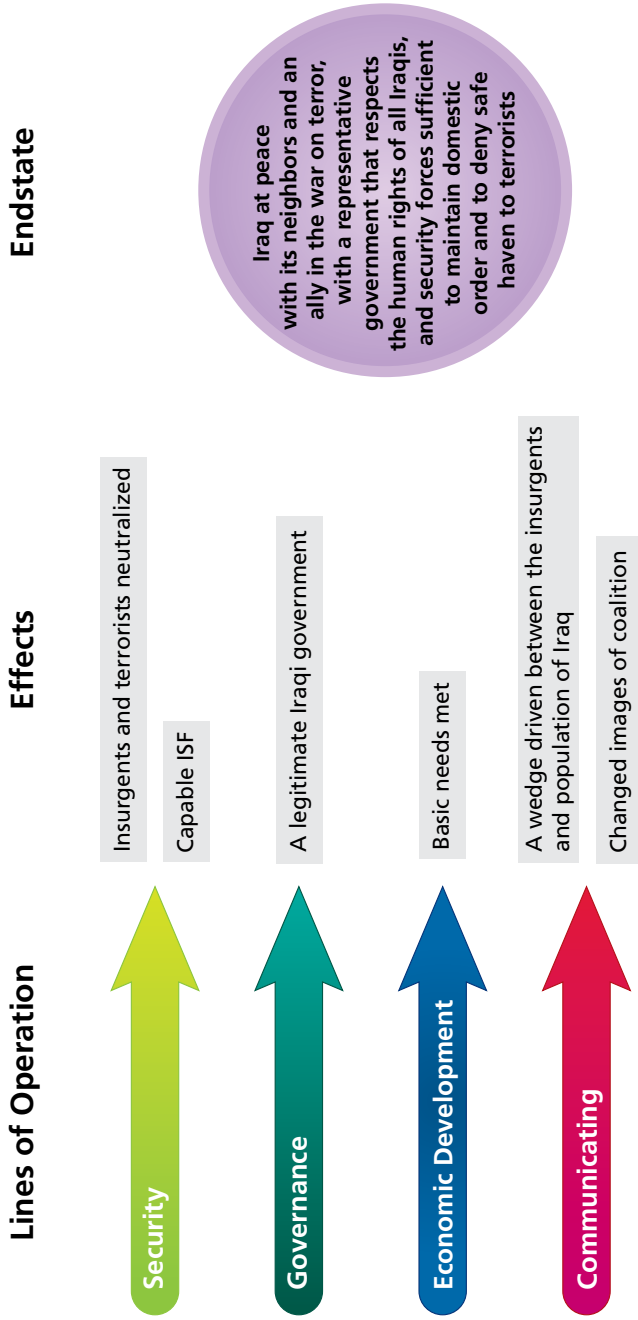 Lines of Operation
Effects
Endstate
Security
Insurgents and terrorists neutralized
Capable ISF
Governance
A legitimate Iraqi government
Economic Development
Basic needs met
Communicating
A wedge driven between the insurgents
and population of Iraq
Changed images of coalition
Iraq at peace
with its neighbors and an
ally in the war on terror,
with a representative
government that respects
the human rights of all Iraqis,
and security forces sufficient
to maintain domestic
order and to deny safe
haven to terrorists